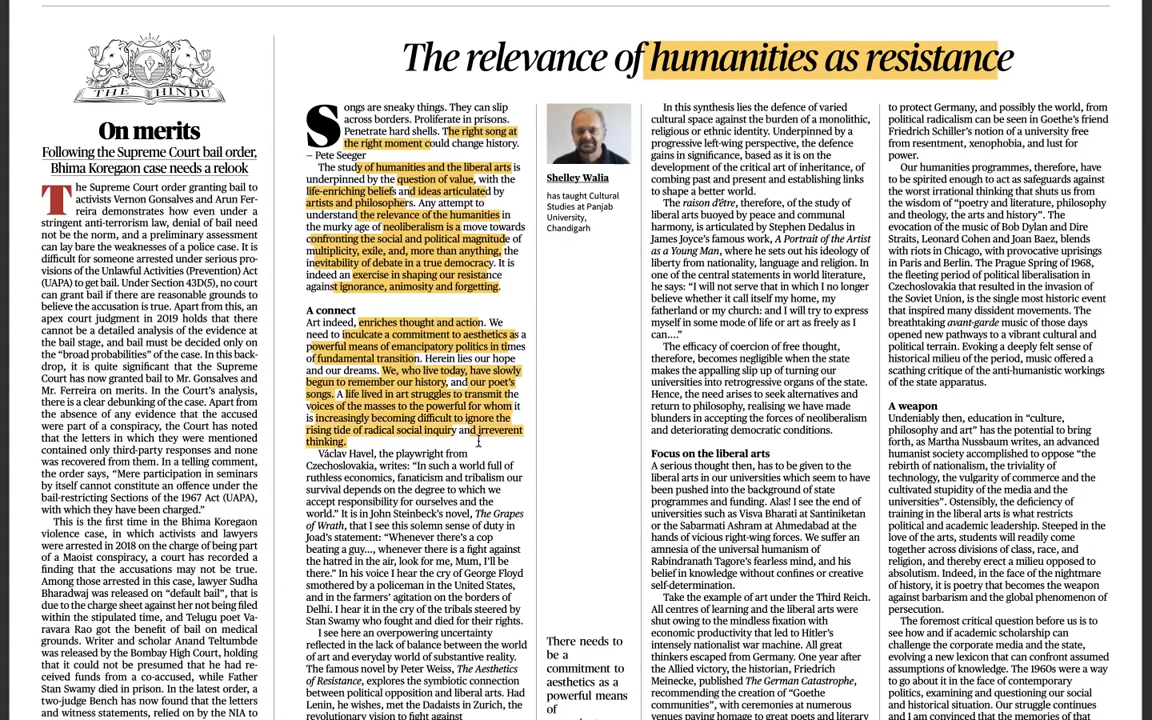 The relevance of humanities as resistance
THE HINDU
On merits
Following the Supreme Court bail order,
Bhima Koregaon case needs a relook
The Supreme Court order granting bail to
activists Vernon Gonsalves and Arun Fer-
reira demonstrates how even under a
stringent anti-terrorism law, denial of bail need
not be the norm, and a preliminary assessment
can lay bare the weaknesses of a police case. It is
difficult for someone arrested under serious pro-
visions of the Unlawful Activities (Prevention) Act
(UAPA) to get bail. Under Section 43D(5), no court
can grant bail if there are reasonable grounds to
believe the accusation is true. Apart from this, an
apex court judgment in 2019 holds that there
cannot be a detailed analysis of the evidence at
the bail stage, and bail must be decided only on
the “broad probabilities” of the case. In this back-
drop, it is quite significant that the Supreme
Court has now granted bail to Mr. Gonsalves and
Mr. Ferreira on merits. In the Court’s analysis,
there is a clear debunking of the case. Apart from
the absence of any evidence that the accused
were part of a conspiracy, the Court has noted
that the letters in which they were mentioned
contained only third-party responses and none
was recovered from them. In a telling comment,
the order says, “Mere participation in seminars
by itself cannot constitute an offence under the
bail-restricting Sections of the 1967 Act (UAPA),
with which they have been charged.”
This is the first time in the Bhima Koregaon
violence case, in which activists and lawyers
were arrested in 2018 on the charge of being part
of a Maoist conspiracy, a court has recorded a
finding that the accusations may not be true.
Among those arrested in this case, lawyer Sudha
Bharadwaj was released on “default bail”, that is
due to the charge sheet against her not being filed
within the stipulated time, and Telugu poet Va-
ravara Rao got the benefit of bail on medical
grounds. Writer and scholar Anand Teltumbde
was released by the Bombay High Court, holding
that it could not be presumed that he had re-
ceived funds from a co-accused, while Father
Stan Swamy died in prison. In the latest order, a
two-judge Bench has now found that the letters
and witness statements, relied on by the NIA to
Songs are sneaky things. They can slip
across borders. Proliferate in prisons.
Penetrate hard shells. The right song at
the right moment could change history.
– Pete Seeger
The study of humanities and the liberal arts is
underpinned by the question of value, with the
life-enriching beliefs and ideas articulated by
artists and philosophers. Any attempt to
understand the relevance of the humanities in
the murky age of neoliberalism is a move towards
confronting the social and political magnitude of
multiplicity, exile, and, more than anything, the
inevitability of debate in a true democracy. It is
indeed an exercise in shaping our resistance
against ignorance, animosity and forgetting.
A connect
Art indeed, enriches thought and action. We
need to inculcate a commitment to aesthetics as a
powerful means of emancipatory politics in times
of fundamental transition. Herein lies our hope
and our dreams. We, who live today, have slowly
begun to remember our history, and our poet’s
songs. A life lived in art struggles to transmit the
voices of the masses to the powerful for whom it
is increasingly becoming difficult to ignore the
rising tide of radical social inquiry and irreverent
thinking.
Václav Havel, the playwright from
Czechoslovakia, writes: “In such a world full of
ruthless economics, fanaticism and tribalism our
survival depends on the degree to which we
accept responsibility for ourselves and the
world.” It is in John Steinbeck’s novel, The Grapes
of Wrath, that I see this solemn sense of duty in
Joad’s statement: “Whenever there’s a cop
beating a guy..., whenever there is a fight against
the hatred in the air, look for me, Mum, I’ll be
there.” In his voice I hear the cry of George Floyd
smothered by a policeman in the United States,
and in the farmers’ agitation on the borders of
Delhi. I hear it in the cry of the tribals steered by
Stan Swamy who fought and died for their rights.
I see here an overpowering uncertainty
reflected in the lack of balance between the world
of art and everyday world of substantive reality.
The famous novel by Peter Weiss, The Aesthetics
of Resistance, explores the symbiotic connection
between political opposition and liberal arts. Had
Lenin, he wishes, met the Dadaists in Zurich, the
revolutionary vision to fight against
Shelley Walia
has taught Cultural
Studies at Panjab
University,
Chandigarh
There needs to
be a
commitment to
aesthetics as a
powerful means
of
In this synthesis lies the defence of varied
cultural space against the burden of a monolithic,
religious or ethnic identity. Underpinned by a
progressive left-wing perspective, the defence
gains in significance, based as it is on the
development of the critical art of inheritance, of
combing past and present and establishing links
to shape a better world.
The raison d’être, therefore, of the study of
liberal arts buoyed by peace and communal
harmony, is articulated by Stephen Dedalus in
James Joyce’s famous work, A Portrait of the Artist
as a Young Man, where he sets out his ideology of
liberty from nationality, language and religion. In
one of the central statements in world literature,
he says: “I will not serve that in which I no longer
believe whether it call itself my home, my
fatherland or my church: and I will try to express
myself in some mode of life or art as freely as I
can....”
The efficacy of coercion of free thought,
therefore, becomes negligible when the state
makes the appalling slip up of turning our
universities into retrogressive organs of the state.
Hence, the need arises to seek alternatives and
return to philosophy, realising we have made
blunders in accepting the forces of neoliberalism
and deteriorating democratic conditions.
Focus on the liberal arts
A serious thought then, has to be given to the
liberal arts in our universities which seem to have
been pushed into the background of state
programmes and funding. Alas! I see the end of
universities such as Visva Bharati at Santiniketan
or the Sabarmati Ashram at Ahmedabad at the
hands of vicious right-wing forces. We suffer an
amnesia of the universal humanism of
Rabindranath Tagore’s fearless mind, and his
belief in knowledge without confines or creative
self-determination.
Take the example of art under the Third Reich.
All centres of learning and the liberal arts were
shut owing to the mindless fixation with
economic productivity that led to Hitler’s
intensely nationalist war machine. All great
thinkers escaped from Germany. One year after
the Allied victory, the historian, Friedrich
Meinecke, published The German Catastrophe,
recommending the creation of “Goethe
communities”, with ceremonies at numerous
venues paying homage to great poets and literary
to protect Germany, and possibly the world, from
political radicalism can be seen in Goethe’s friend
Friedrich Schiller’s notion of a university free
from resentment, xenophobia, and lust for
power.
Our humanities programmes, therefore, have
to be spirited enough to act as safeguards against
the worst irrational thinking that shuts us from
the wisdom of “poetry and literature, philosophy
and theology, the arts and history”. The
evocation of the music of Bob Dylan and Dire
Straits, Leonard Cohen and Joan Baez, blends
with riots in Chicago, with provocative uprisings
in Paris and Berlin. The Prague Spring of 1968,
the fleeting period of political liberalisation in
Czechoslovakia that resulted in the invasion of
the Soviet Union, is the single most historic event
that inspired many dissident movements. The
breathtaking avant-garde music of those days
opened new pathways to a vibrant cultural and
political terrain. Evoking a deeply felt sense of
historical milieu of the period, music offered a
scathing critique of the anti-humanistic workings
of the state apparatus.
A weapon
Undeniably then, education in “culture,
philosophy and art” has the potential to bring
forth, as Martha Nussbaum writes, an advanced
humanist society accomplished to oppose “the
rebirth of nationalism, the triviality of
technology, the vulgarity of commerce and the
cultivated stupidity of the media and the
universities”. Ostensibly, the deficiency of
training in the liberal arts is what restricts
political and academic leadership. Steeped in the
love of the arts, students will readily come
together across divisions of class, race, and
religion, and thereby erect a milieu opposed to
absolutism. Indeed, in the face of the nightmare
of history, it is poetry that becomes the weapon
against barbarism and the global phenomenon of
persecution.
The foremost critical question before us is to
see how and if academic scholarship can
challenge the corporate media and the state,
evolving a new lexicon that can confront assumed
assumptions of knowledge. The 1960s were a way
to go about it in the face of contemporary
politics, examining and questioning our social
and historical situation. Our struggle continues
and I am convinced that the memories of that